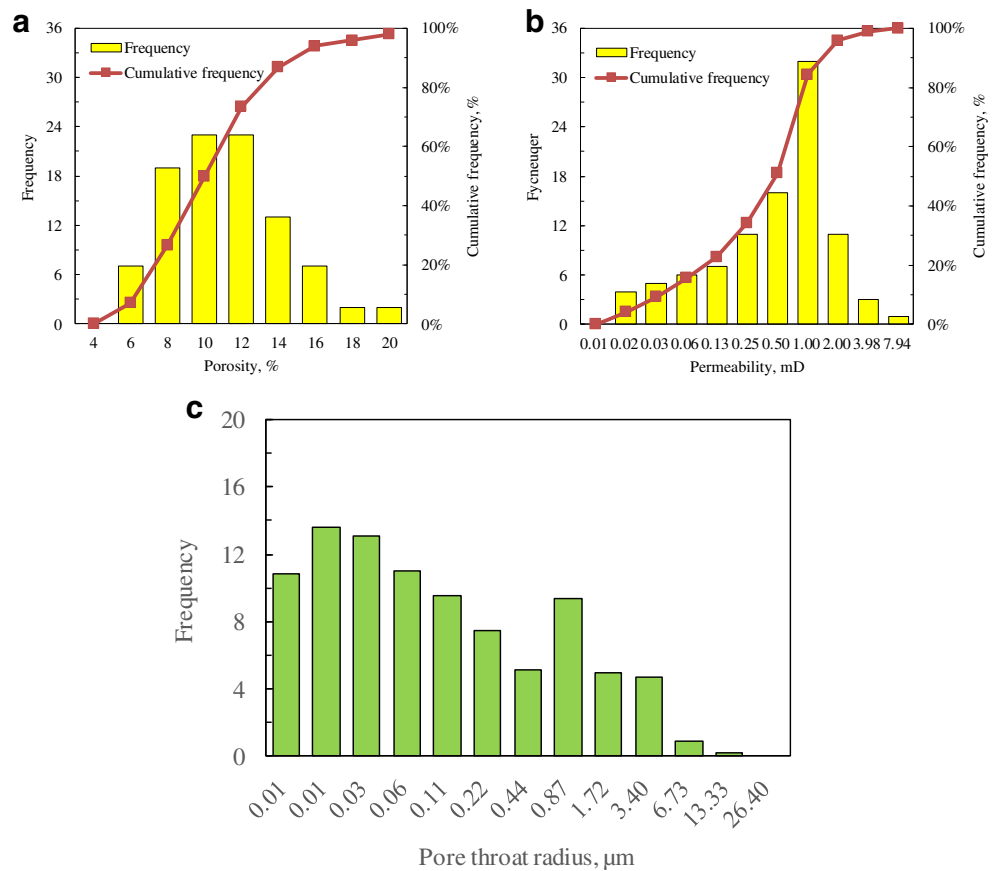 a
36
30
24
18
12
6
0
Frequency
Frequency
Cumulative frequency
100%
80%
60%
40%
20%
0%
Cumulative frequency, %
4 6 8 10 12 14 16 18 20
Porosity, %
b
36
30
24
18
12
6
0
Fycneuqer
Frequency
Cumulative frequency
100%
80%
60%
40%
20%
0%
Cumulative frequency, %
0.01 0.02 0.03 0.06 0.13 0.25 0.50 1.00 2.00 3.98 7.94
Permeability, mD
c
20
16
12
8
4
0
Frequency
0.01 0.01 0.03 0.06 0.11 0.22 0.44 0.87 1.72 3.40 6.73 13.33 26.40
Pore throat radius, μm